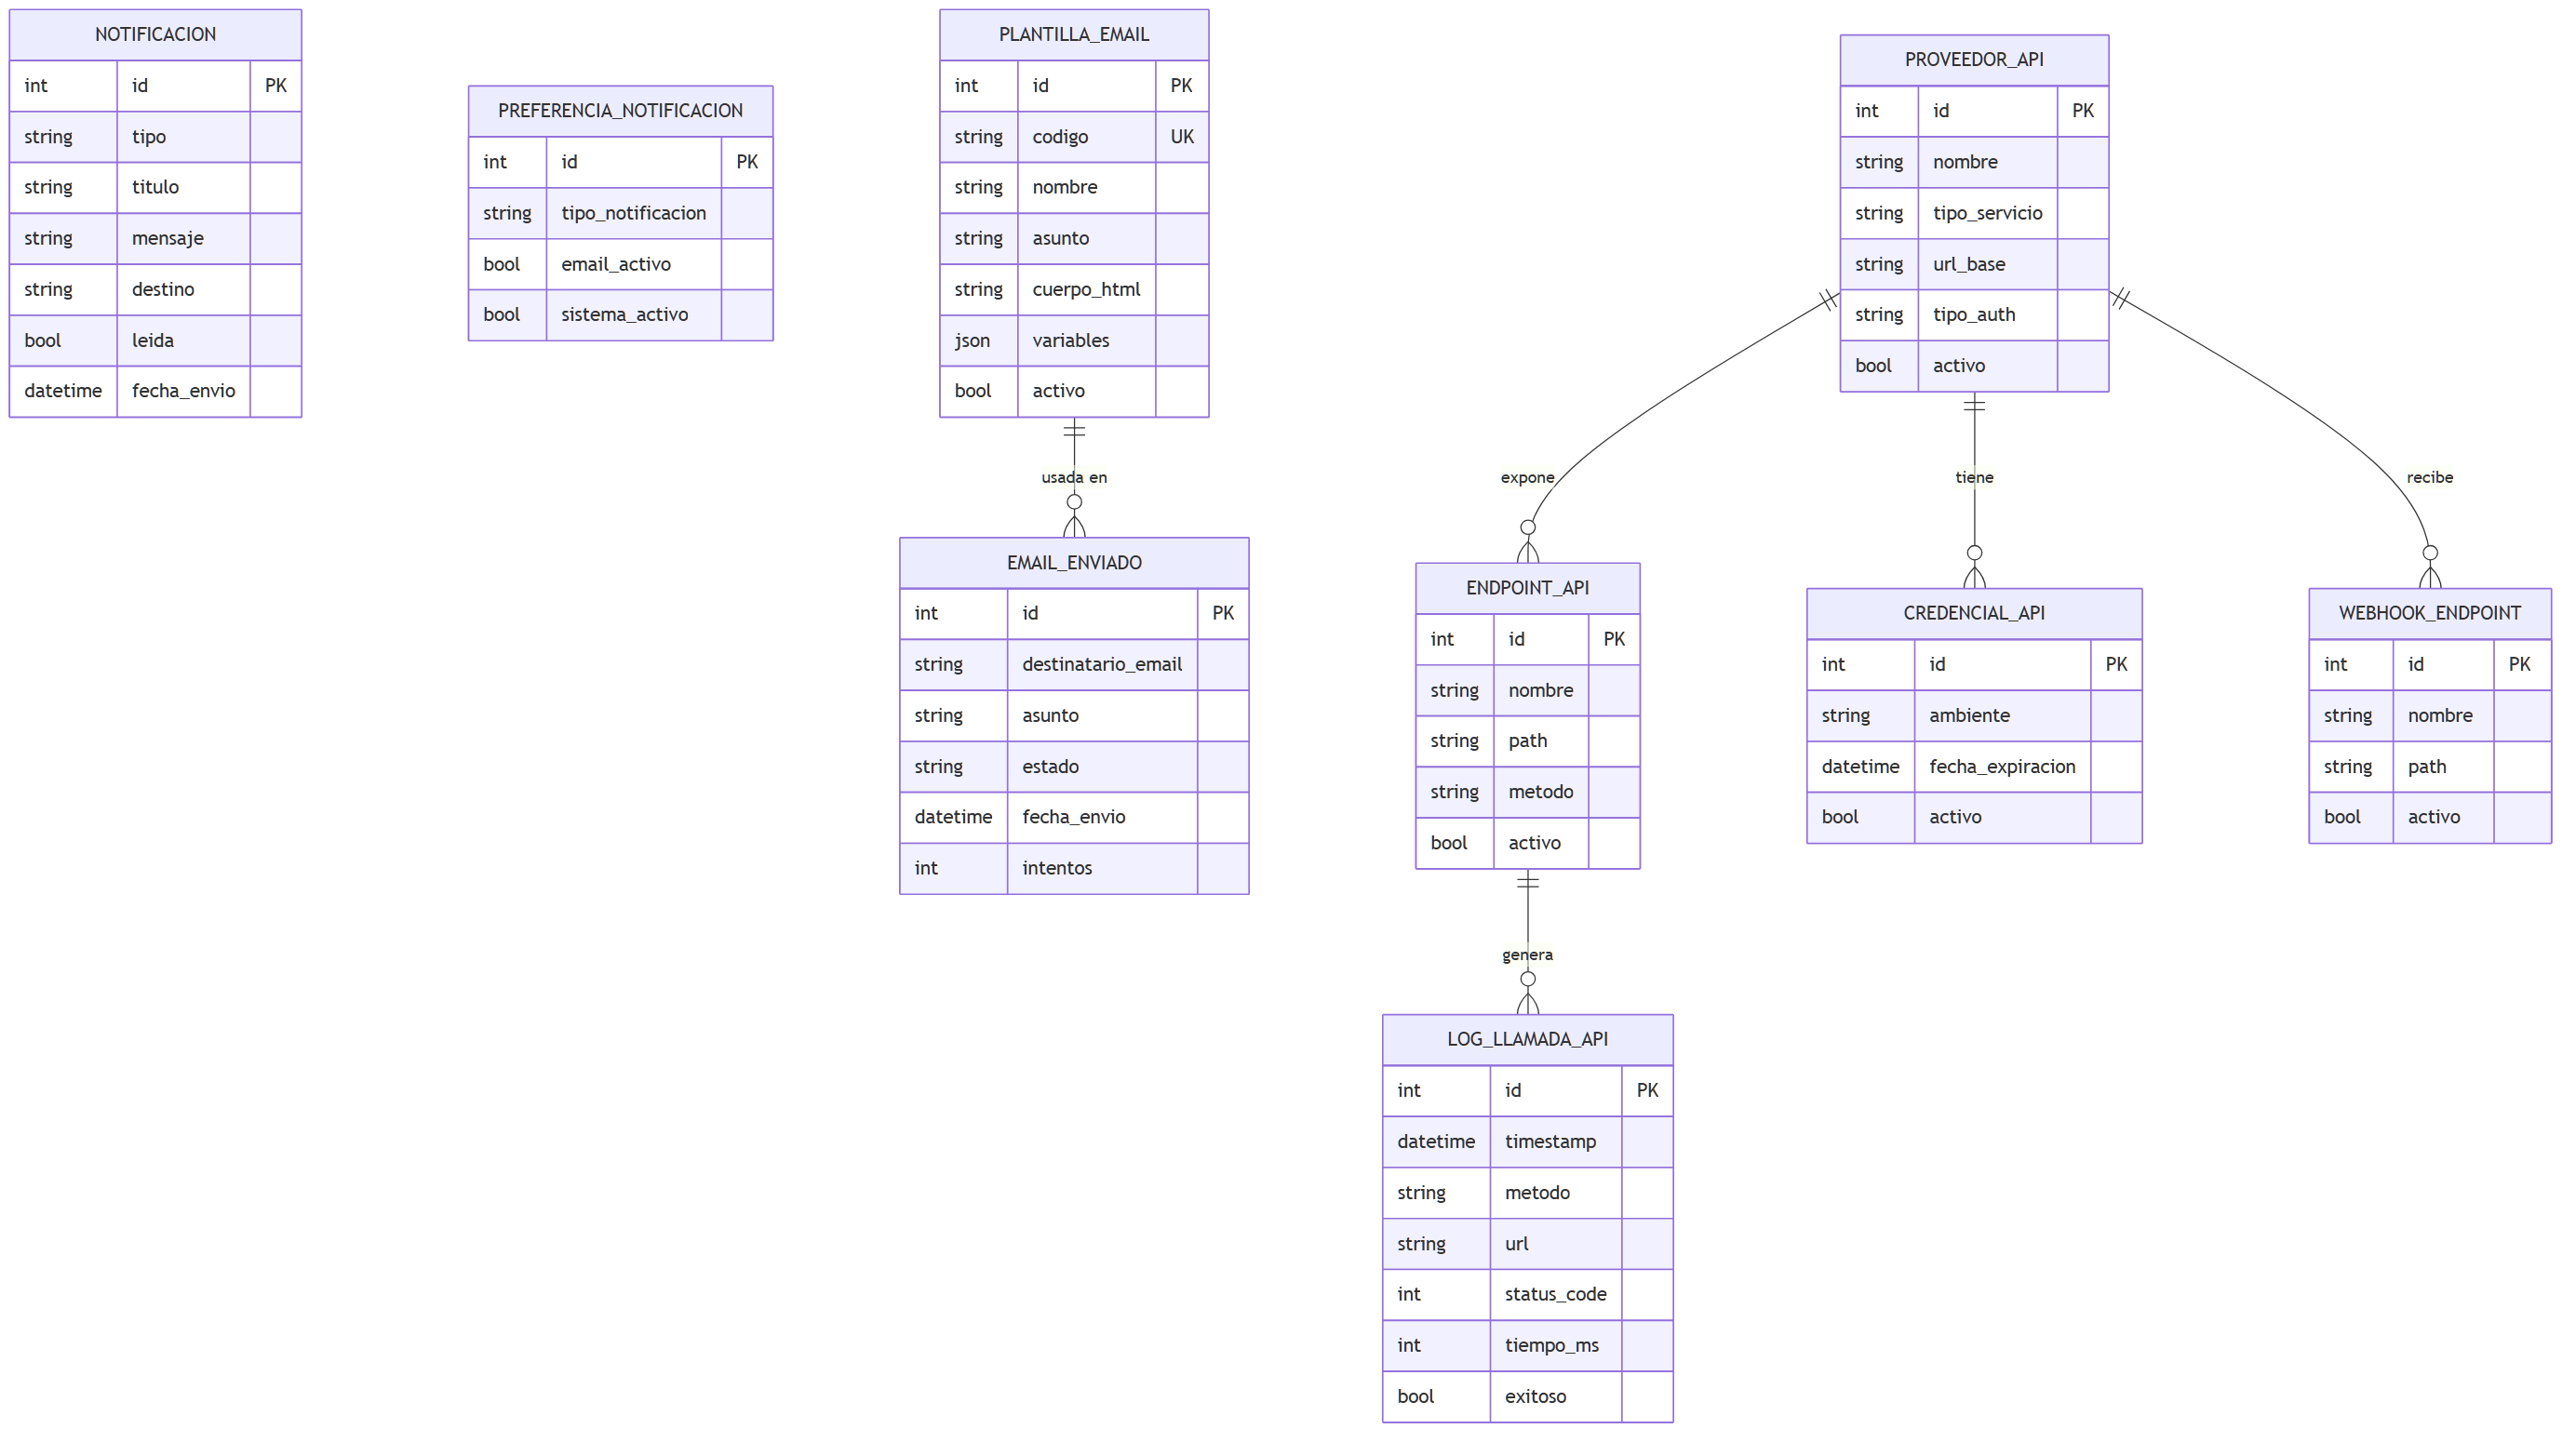 NOTIFICACION
int id PK
string tipo
string titulo
string mensaje
string destino
bool leida
datetime fecha_envio
PREFERENCIA_NOTIFICACION
int id PK
string tipo_notificacion
bool email_activo
bool sistema_activo
PLANTILLA_EMAIL
int id PK
string codigo UK
string nombre
string asunto
string cuerpo_html
json variables
bool activo
usada en
EMAIL_ENVIADO
int id PK
string destinatario_email
string asunto
string estado
datetime fecha_envio
int intentos
PROVEEDOR_API
int id PK
string nombre
string tipo_servicio
string url_base
string tipo_auth
bool activo
expone
tiene
recibe
ENDPOINT_API
int id PK
string nombre
string path
string metodo
bool activo
CREDENCIAL_API
int id PK
string ambiente
datetime fecha_expiracion
bool activo
WEBHOOK_ENDPOINT
int id PK
string nombre
string path
bool activo
genera
LOG_LLAMADA_API
int id PK
datetime timestamp
string metodo
string url
int status_code
int tiempo_ms
bool exitoso